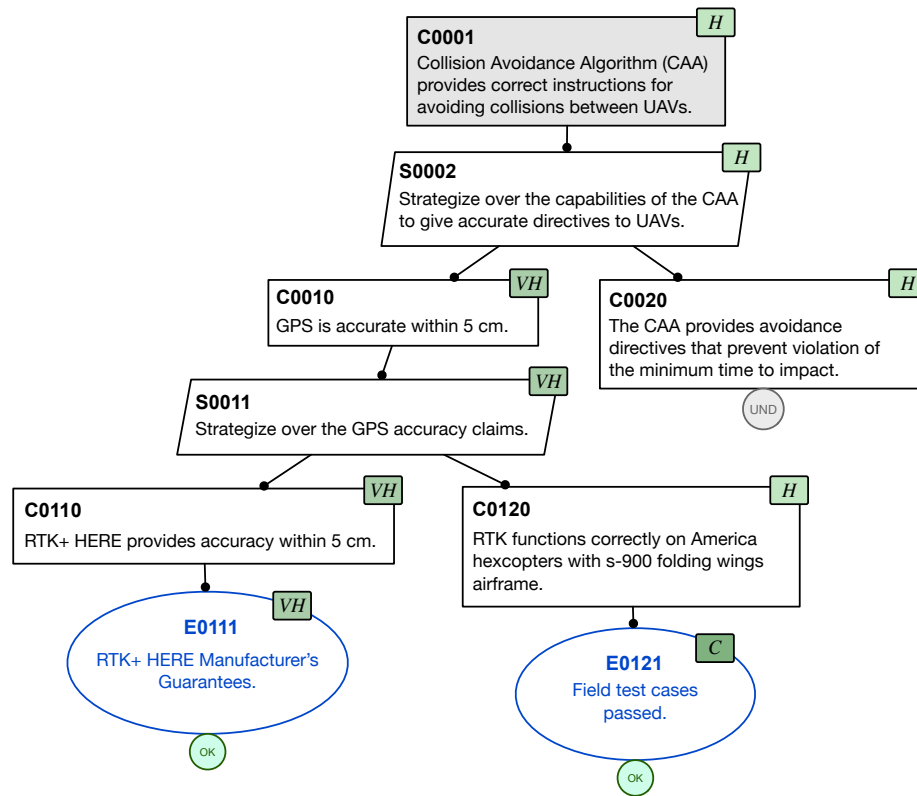 H
C0001
Collision Avoidance Algorithm (CAA)
provides correct instructions for
avoiding collisions between UAVs.
H
S0002
Strategize over the capabilities of the CAA
to give accurate directives to UAVs.
VH
C0010
GPS is accurate within 5 cm.
H
C0020
The CAA provides avoidance
directives that prevent violation of
the minimum time to impact.
UND
VH
S0011
Strategize over the GPS accuracy claims.
VH
C0110
RTK+ HERE provides accuracy within 5 cm.
H
C0120
RTK functions correctly on America
hexcopters with s-900 folding wings
airframe.
VH
E0111
RTK+ HERE Manufacturer's
Guarantees.
OK
C
E0121
Field test cases
passed.
OK